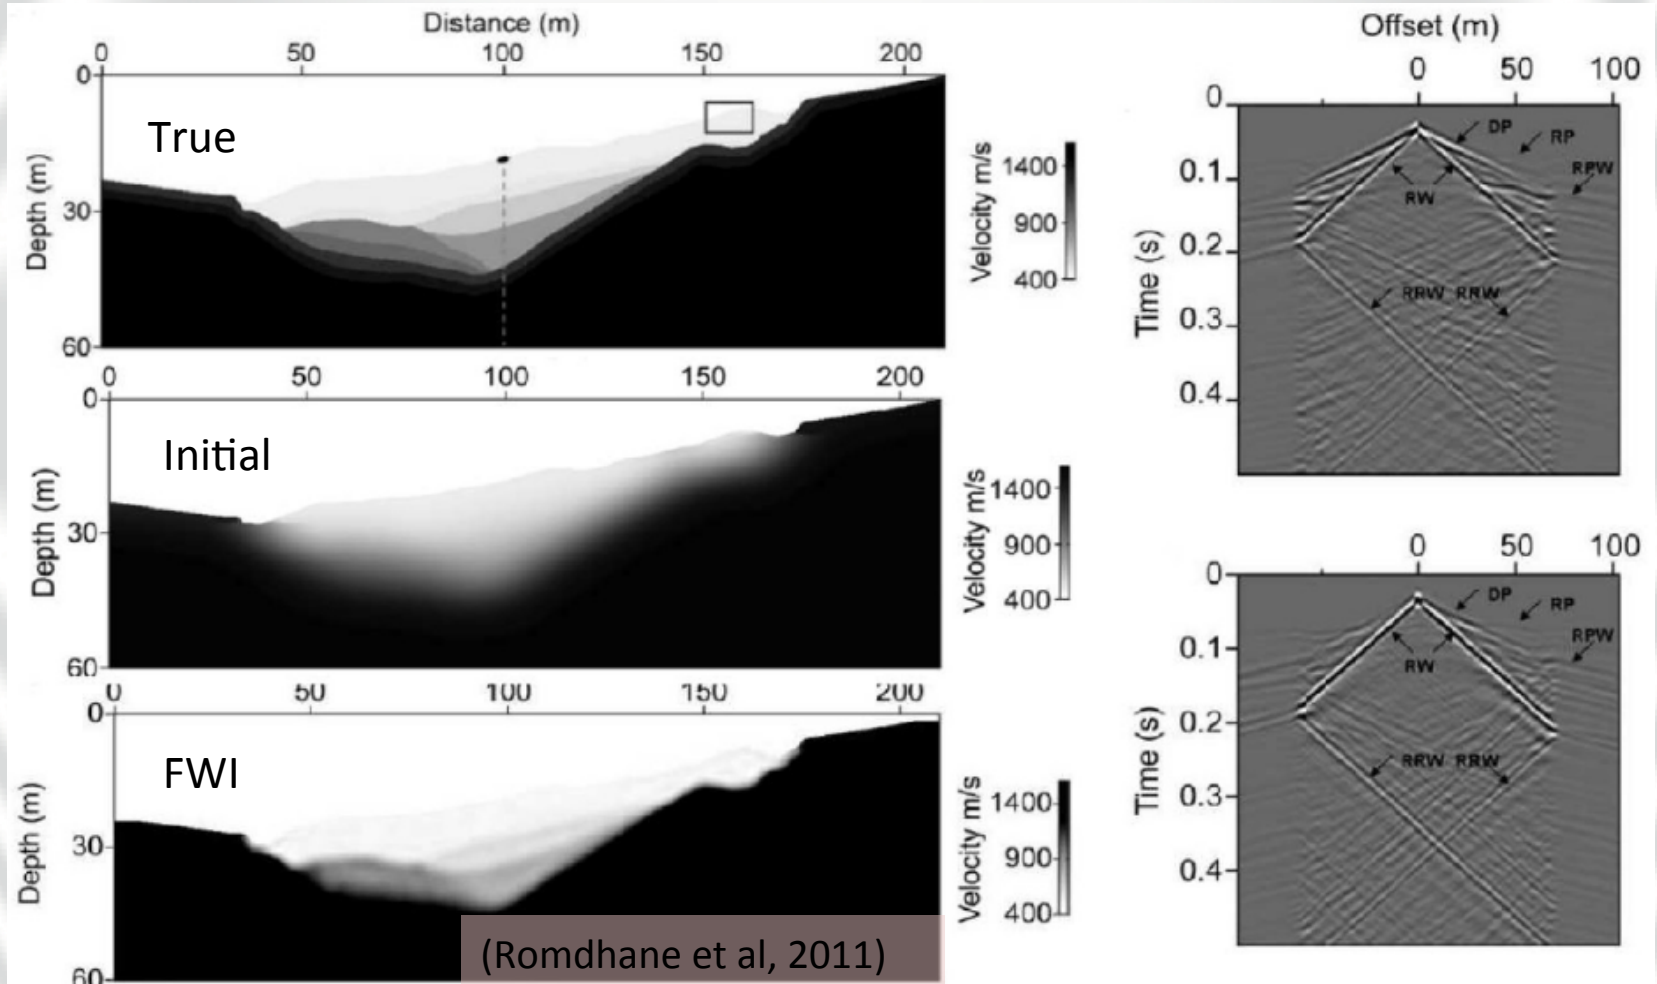 Distance (m)
0 50 100 150 200
0
True
Depth (m)
30
60
Velocity m/s
1400
900
400
0 50 100 150 200
0
Initial
Depth (m)
30
60
Velocity m/s
1400
900
400
0 50 100 150 200
0
FWI
Depth (m)
30
60
Velocity m/s
1400
900
400
(Romdhane et al, 2011)
Offset (m)
0 50 100
0
DP RP
0.1
RPW
RW
0.2
Time (s)
RRW RRW
0.3
0.4
0 50 100
0
DP RP
RPW
0.1
RW
0.2
Time (s)
RRW RRW
0.3
0.4